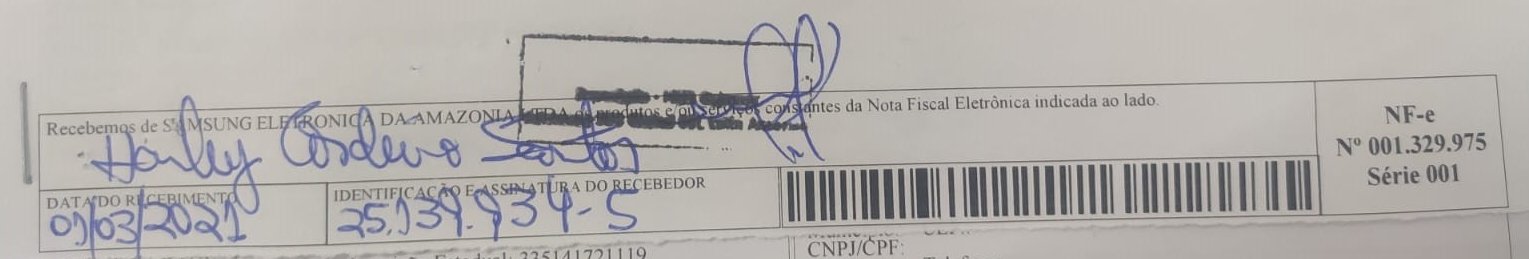 Recebemos de SAMSUNG ELETRONICA DA AMAZONIA LTDA os produtos e/ou serviços constantes da Nota Fiscal Eletrônica indicada ao lado.
Harley Cordeiro Santos
DATA DO RECEBIMENTO
01/03/2021
IDENTIFICAÇÃO E ASSINATURA DO RECEBEDOR
25.139.934-5
NF-e
Nº 001.329.975
Série 001
Estadual: 335141721119
CNPJ/CPF: